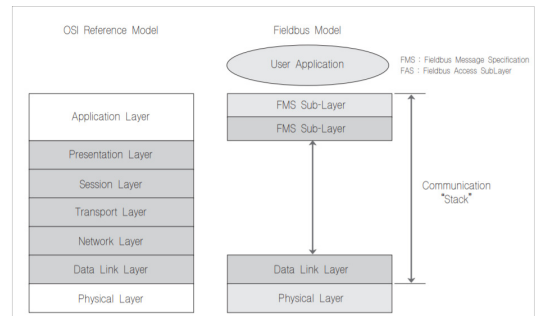 OSI Reference Model
Fieldbus Model
User Application
FMS : Fieldbus Message Specification
FAS : Fieldbus Access SubLayer
Application Layer
Presentation Layer
Session Layer
Transport Layer
Network Layer
Data Link Layer
Physical Layer
FMS Sub-Layer
FMS Sub-Layer
Data Link Layer
Physical Layer
Communication
"Stack"